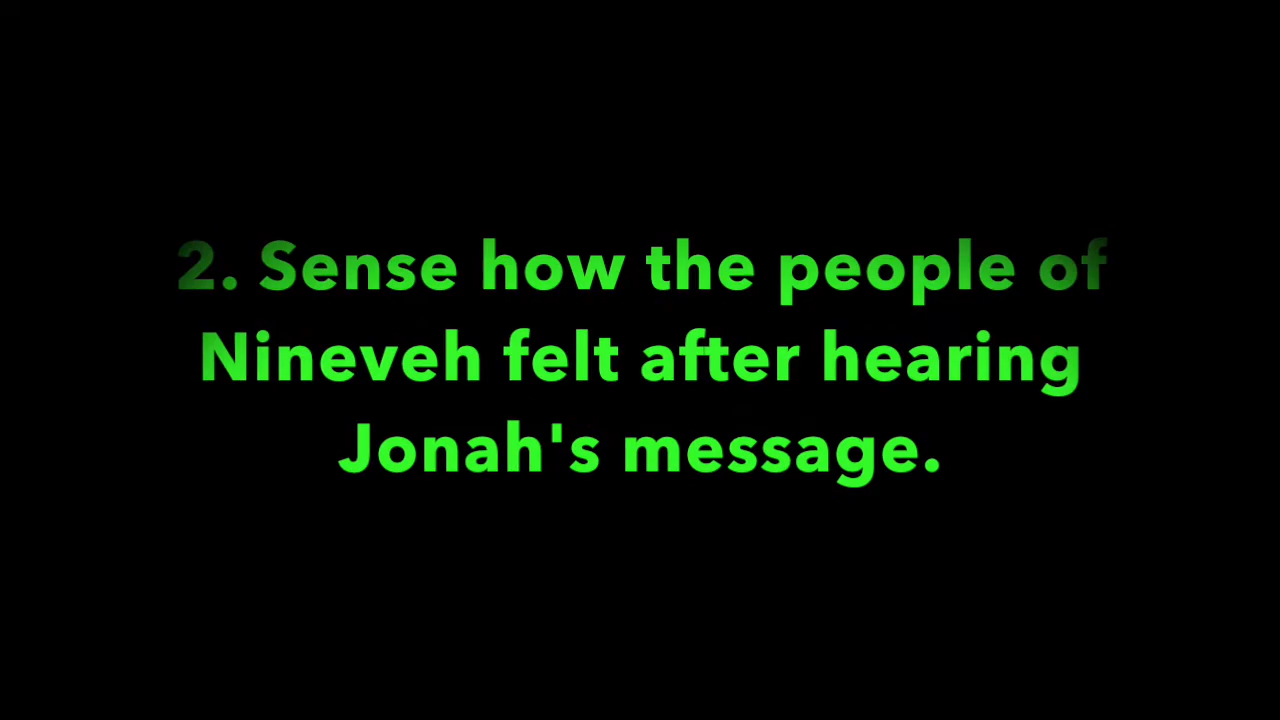 2. Sense how the people of
Nineveh felt after hearing
Jonah's message.